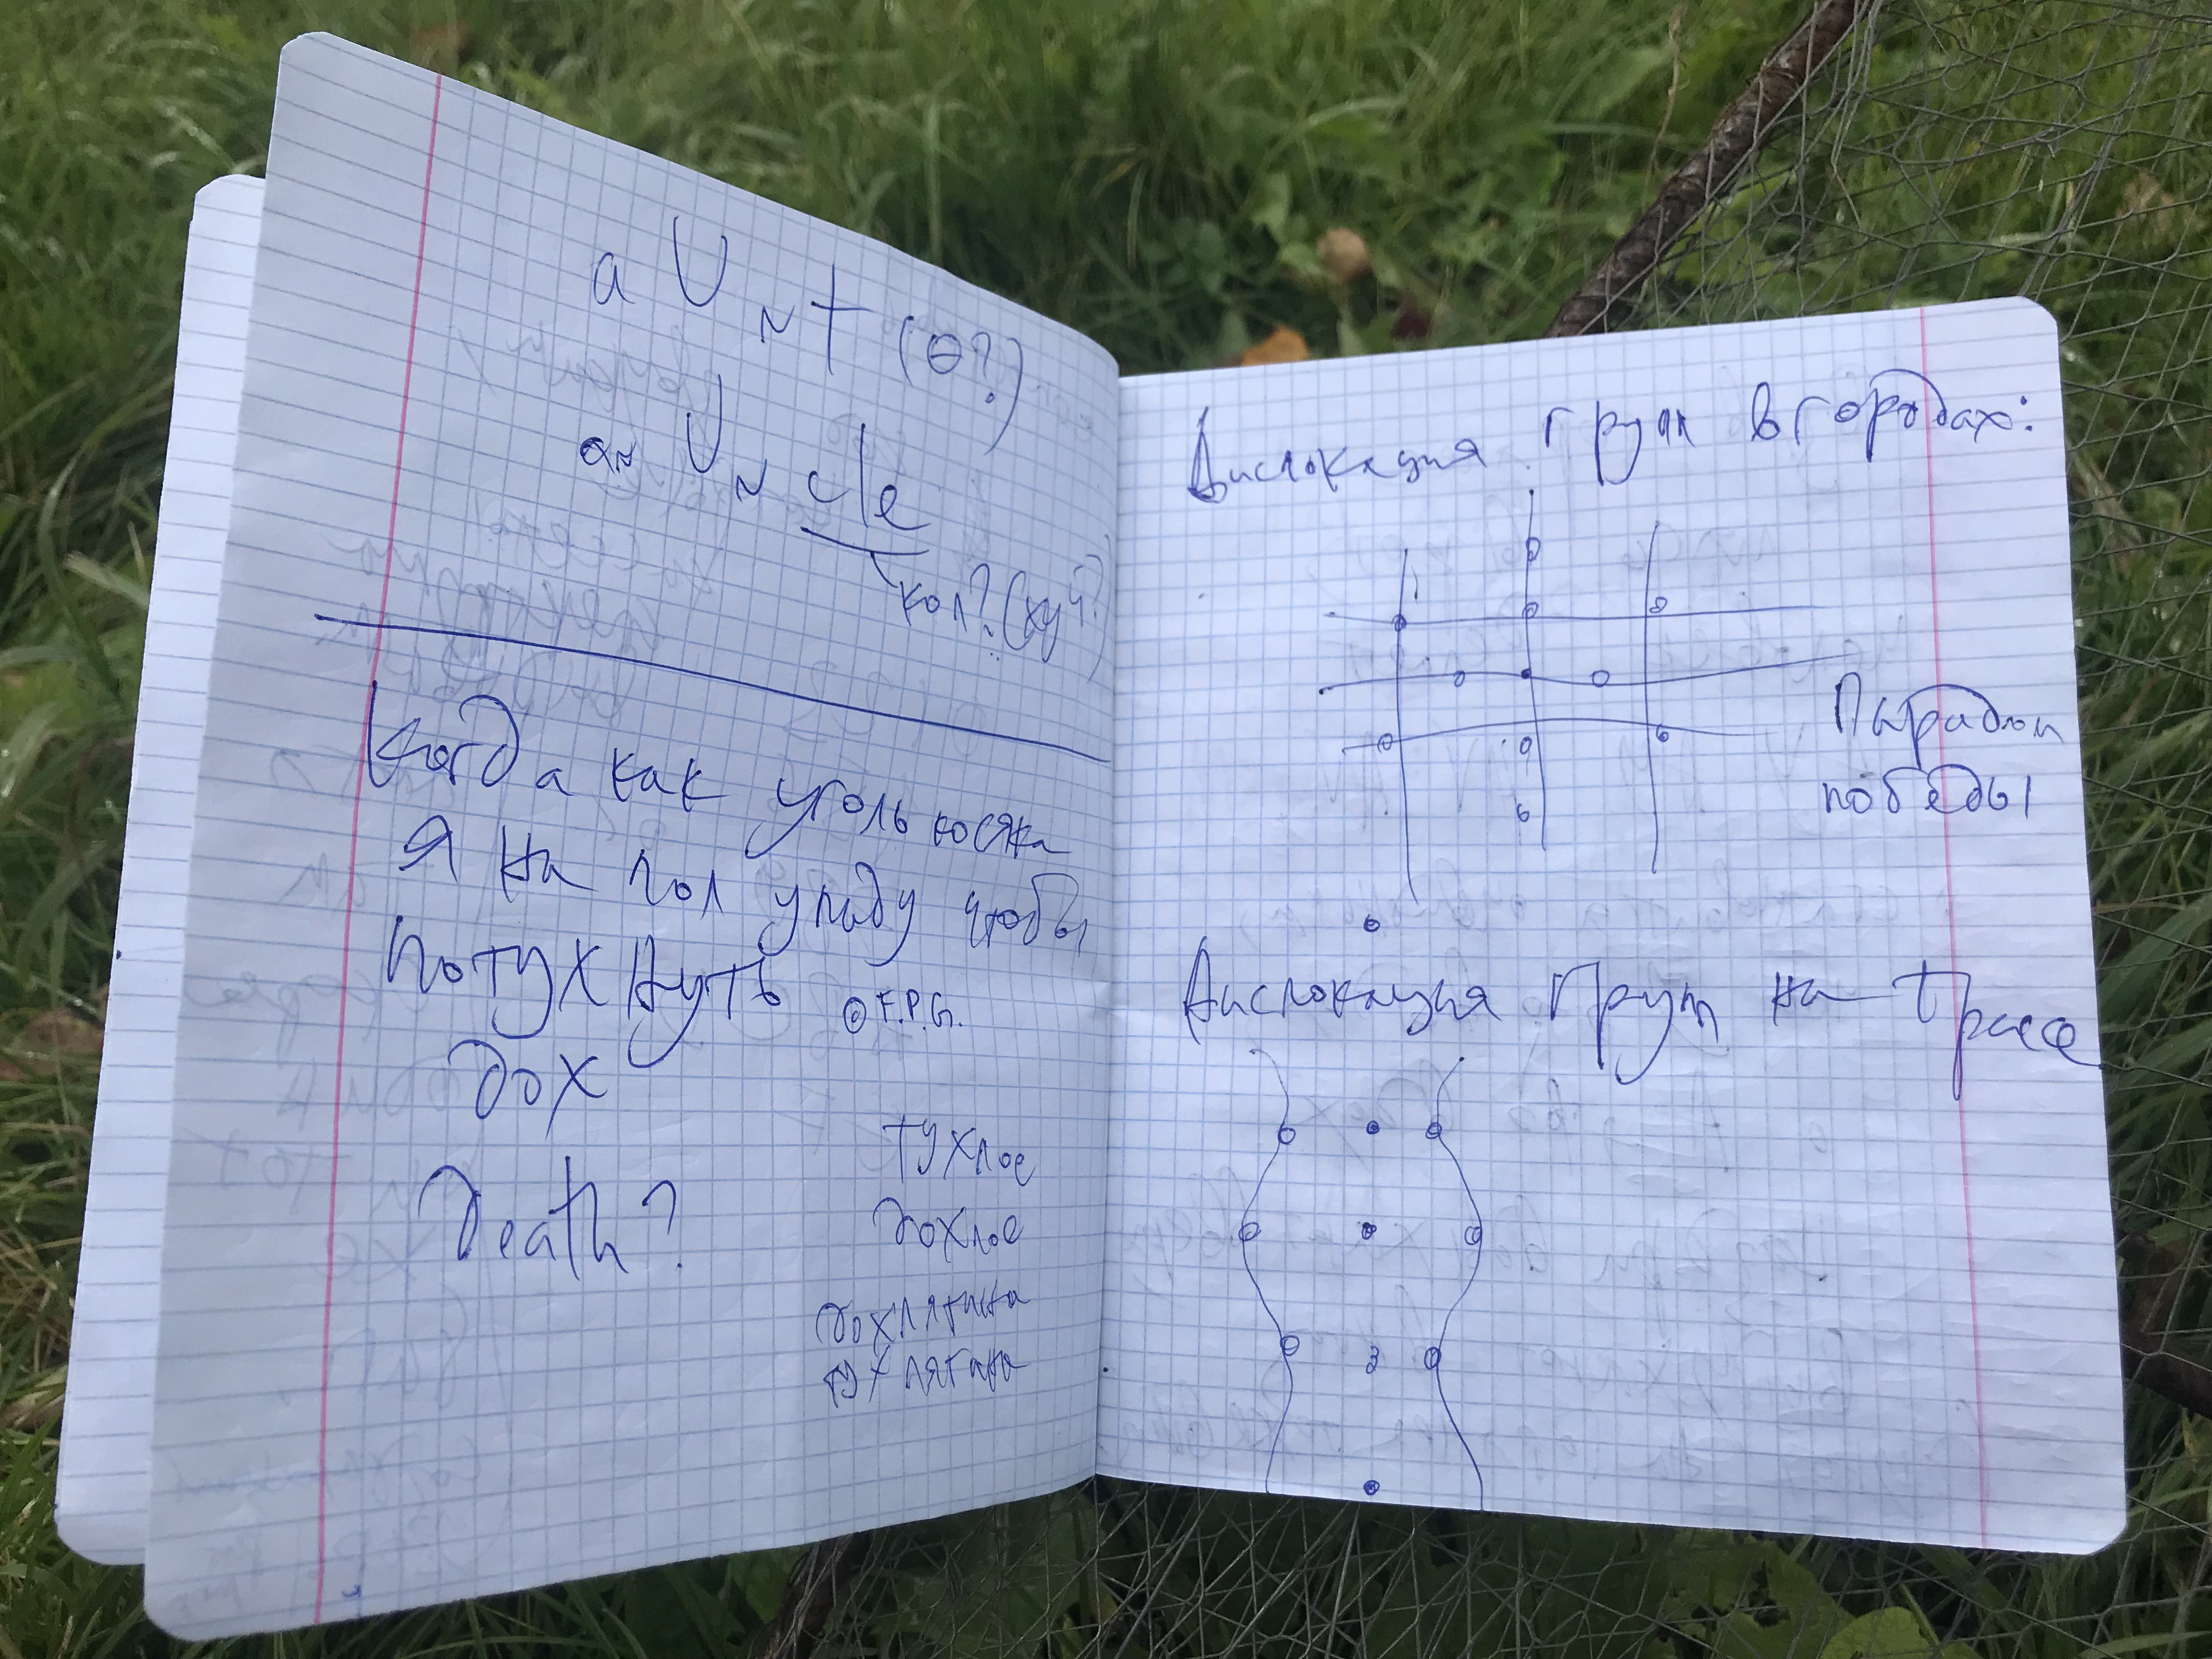 a U n t (Θ?)
an U n cle
кол? (хуй?)
Когда как уголь косяка
я на пол упаду чтобы
потухнуть © F.P.G.
дох
Death?
тухлое
дохлое
дохлятина
тухлятина
Дислокация групп в городах:
победы
Дислокация групп на трассе